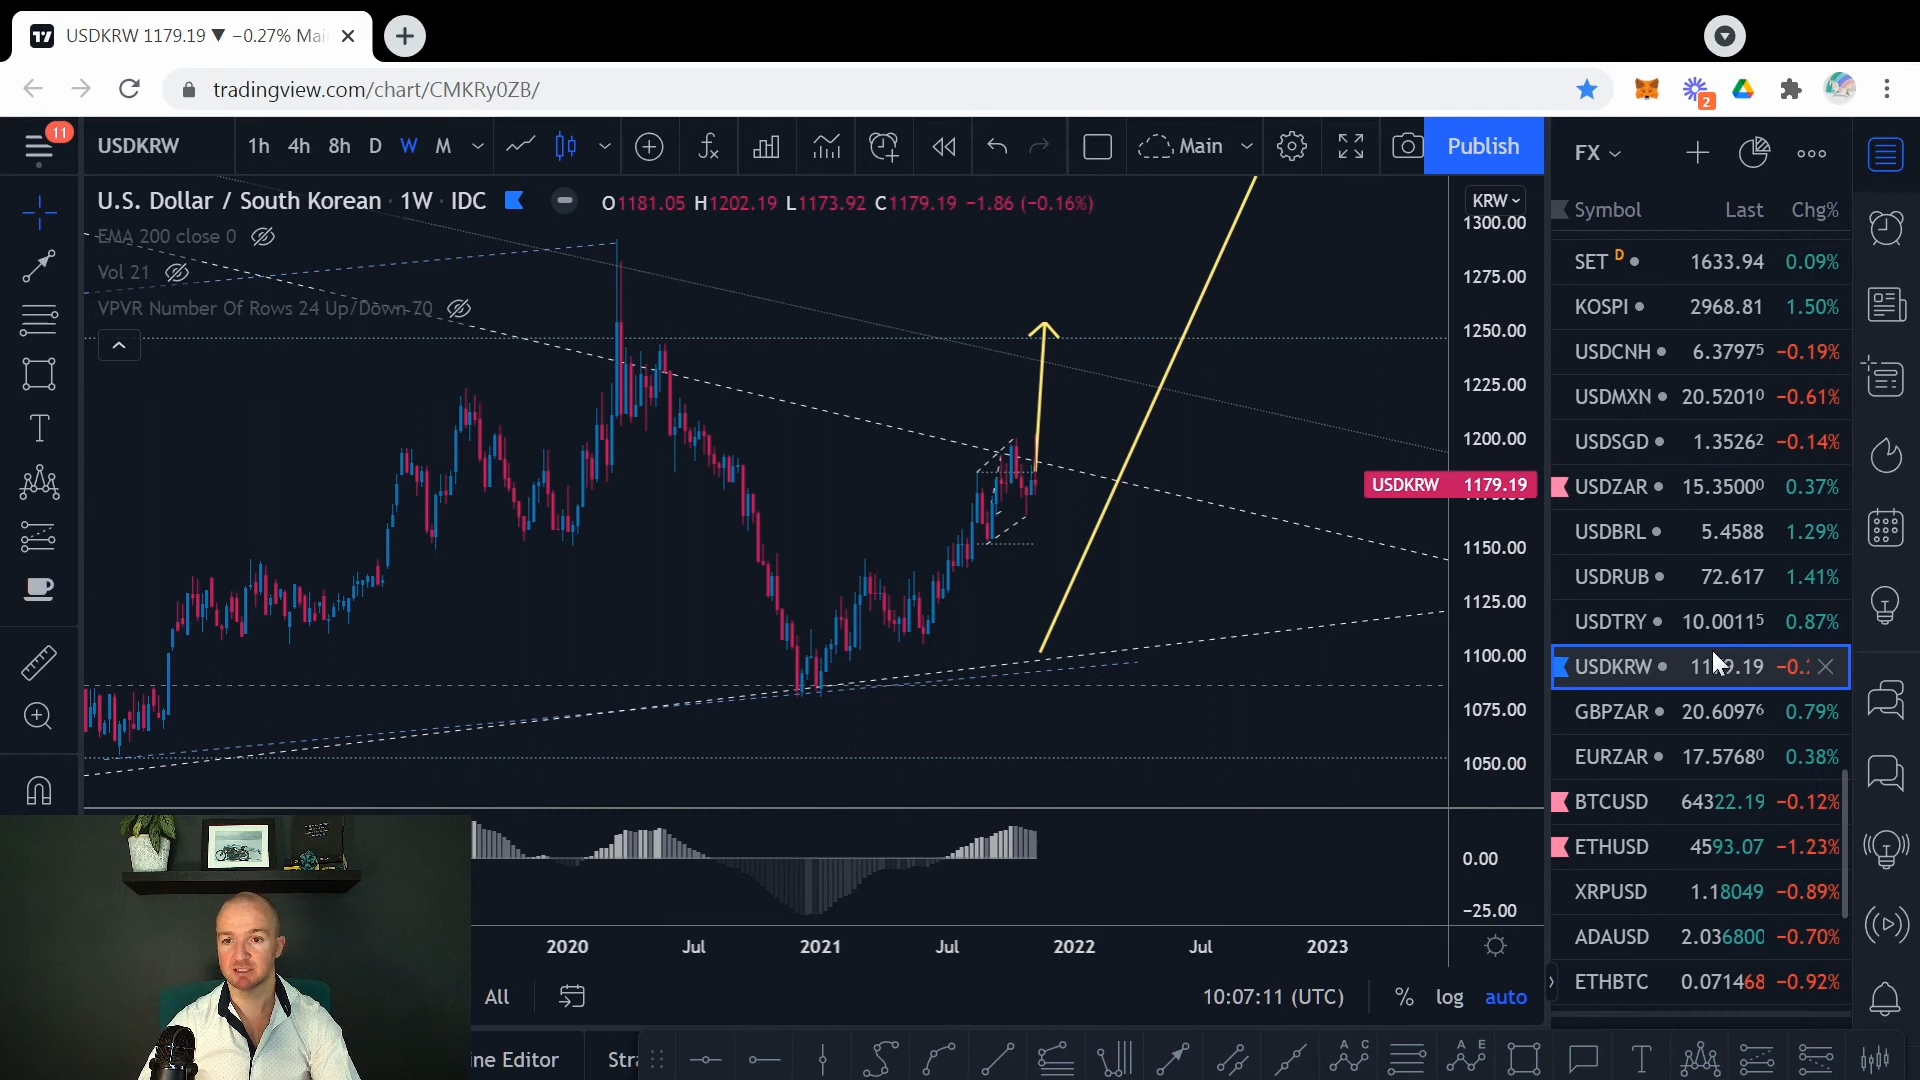 USDKRW 1179.19 ▼ −0.27% Mai
tradingview.com/chart/CMKRy0ZB/
2
11
USDKRW 1h 4h 8h D W M Main Publish
U.S. Dollar / South Korean · 1W · IDC O1181.05 H1202.19 L1173.92 C1179.19 −1.86 (−0.16%)
EMA 200 close 0
Vol 21
VPVR Number Of Rows 24 Up/Down 70
KRW
1300.00
1275.00
1250.00
1225.00
1200.00
USDKRW 1179.19
1150.00
1125.00
1100.00
1075.00
1050.00
0.00
−25.00
2020 Jul 2021 Jul 2022 Jul 2023
All 10:07:11 (UTC) % log auto
ine Editor Stra
FX
Symbol Last Chg%
SET D 1633.94 0.09%
KOSPI 2968.81 1.50%
USDCNH 6.37975 −0.19%
USDMXN 20.52010 −0.61%
USDSGD 1.35262 −0.14%
USDZAR 15.35000 0.37%
USDBRL 5.4588 1.29%
USDRUB 72.617 1.41%
USDTRY 10.00115 0.87%
USDKRW 1179.19
GBPZAR 20.60976 0.79%
EURZAR 17.57680 0.38%
BTCUSD 64322.19 −0.12%
ETHUSD 4593.07 −1.23%
XRPUSD 1.18049 −0.89%
ADAUSD 2.036800 −0.70%
ETHBTC 0.071468 −0.92%